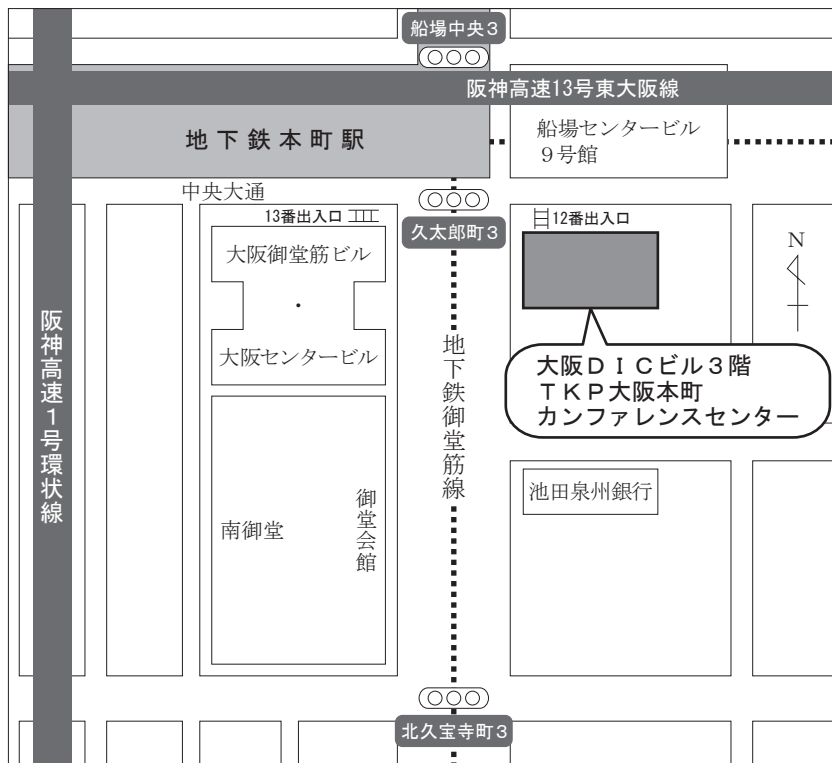 船場中央3
阪神高速13号東大阪線
地下鉄本町駅
船場センタービル
9号館
中央大通
13番出入口
久太郎町3
12番出入口
大阪御堂筋ビル
N
大阪センタービル
阪神高速1号環状線
地下鉄御堂筋線
大阪DICビル3階
TKP大阪本町
カンファレンスセンター
池田泉州銀行
南御堂
御堂会館
北久宝寺町3